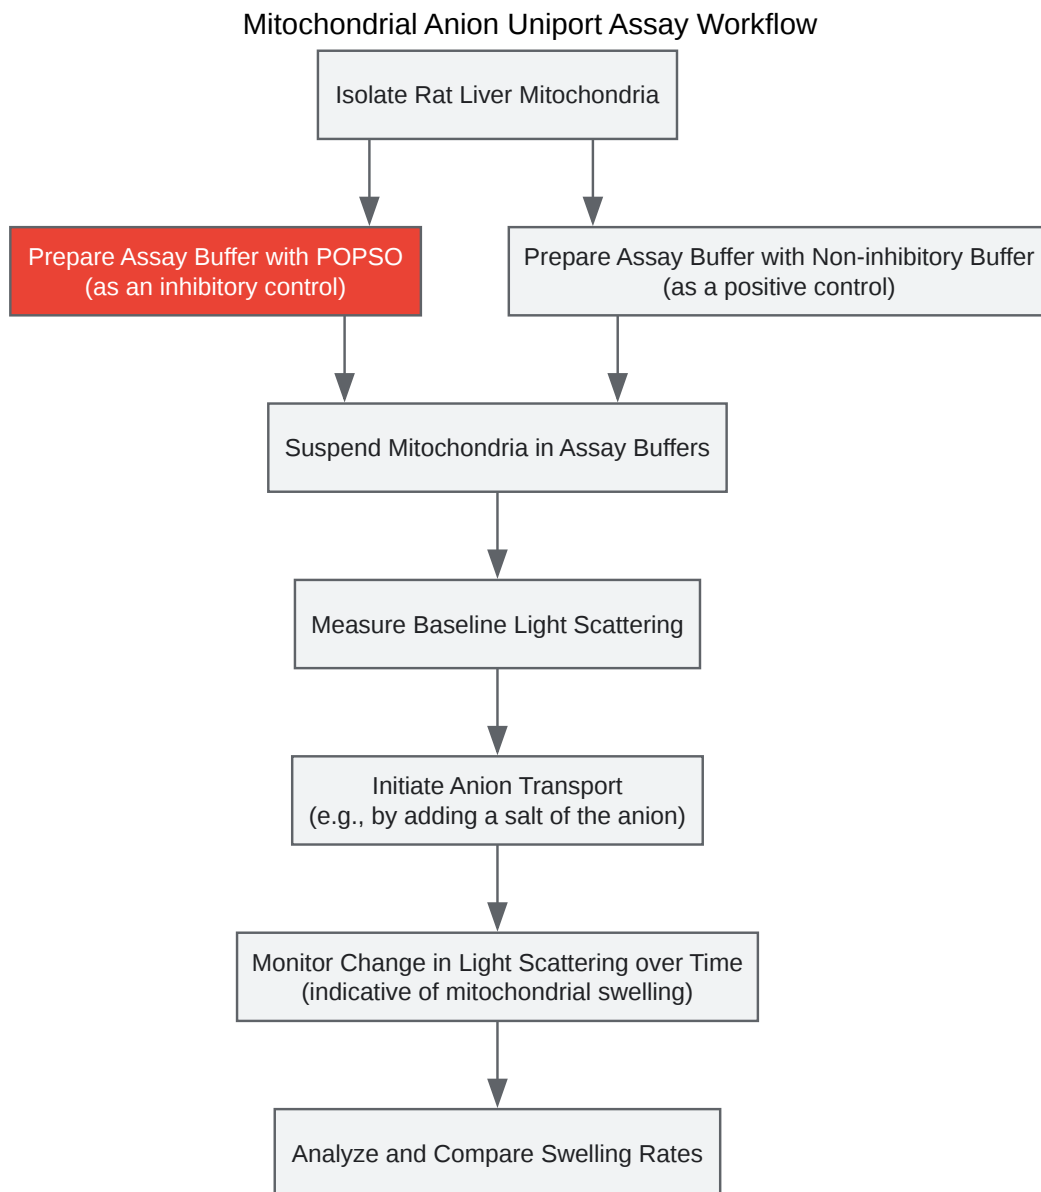 Mitochondrial Anion Uniport Assay Workflow
Isolate Rat Liver Mitochondria
Prepare Assay Buffer with POPSO
(as an inhibitory control)
Prepare Assay Buffer with Non-inhibitory Buffer
(as a positive control)
Suspend Mitochondria in Assay Buffers
Measure Baseline Light Scattering
Initiate Anion Transport
(e.g., by adding a salt of the anion)
Monitor Change in Light Scattering over Time
(indicative of mitochondrial swelling)
Analyze and Compare Swelling Rates